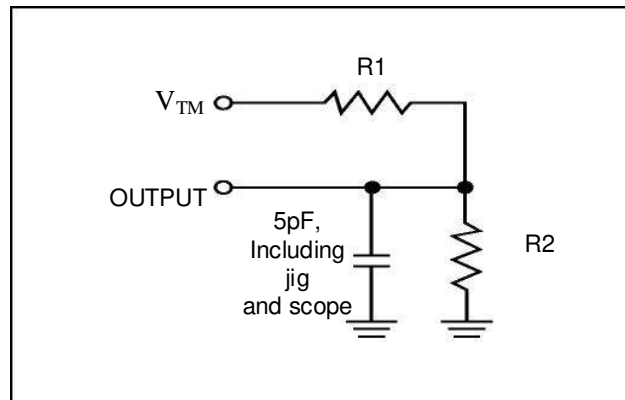 R1
VTM
OUTPUT
5pF,
Including
jig
and scope
R2